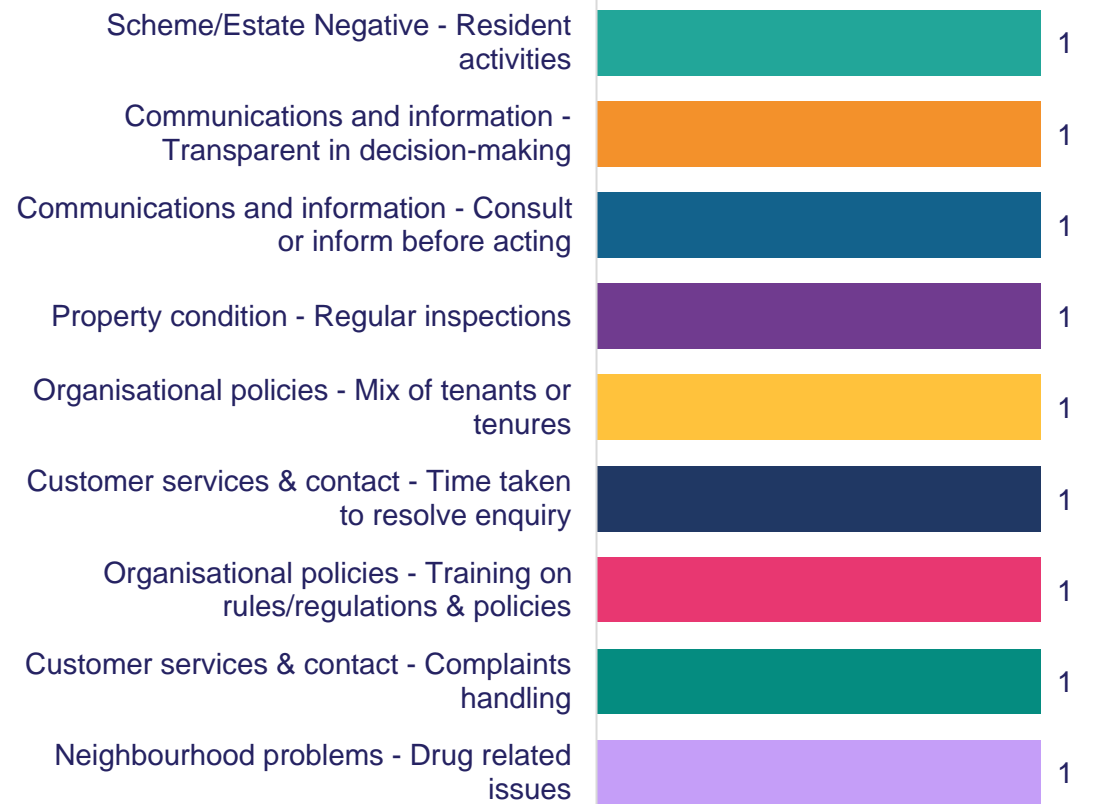 Scheme/Estate Negative - Resident
activities
1
Communications and information -
Transparent in decision-making
1
Communications and information - Consult
or inform before acting
1
Property condition - Regular inspections
1
Organisational policies - Mix of tenants or
tenures
1
Customer services & contact - Time taken
to resolve enquiry
1
Organisational policies - Training on
rules/regulations & policies
1
Customer services & contact - Complaints
handling
1
Neighbourhood problems - Drug related
issues
1